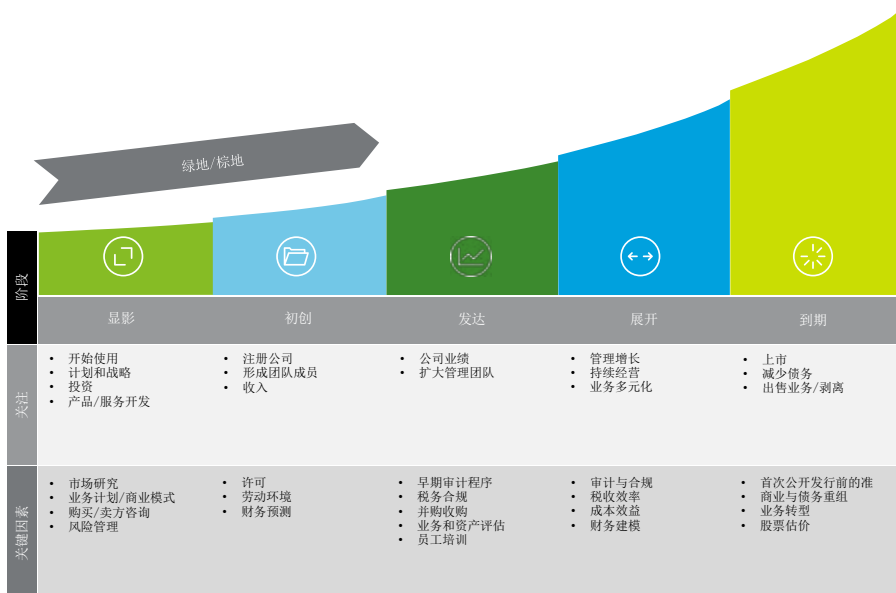 绿地/棕地
阶段
显影
初创
发达
展开
到期
关注
• 开始使用
• 计划和战略
• 投资
• 产品/服务开发
• 注册公司
• 形成团队成员
• 收入
• 公司业绩
• 扩大管理团队
• 管理增长
• 持续经营
• 业务多元化
• 上市
• 减少债务
• 出售业务/剥离
关键因素
• 市场研究
• 业务计划/商业模式
• 购买/卖方咨询
• 风险管理
• 许可
• 劳动环境
• 财务预测
• 早期审计程序
• 税务合规
• 并购收购
• 业务和资产评估
• 员工培训
• 审计与合规
• 税收效率
• 成本效益
• 财务建模
• 首次公开发行前的准
• 商业与债务重组
• 业务转型
• 股票估价